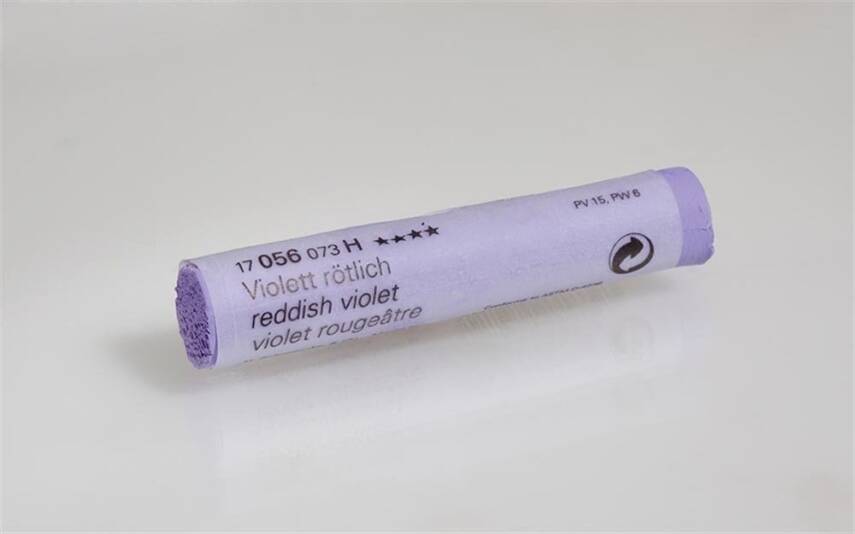 17 056 073 H ★★★★
Violett rötlich
reddish violet
violet rougeâtre
PV 15, PW 6